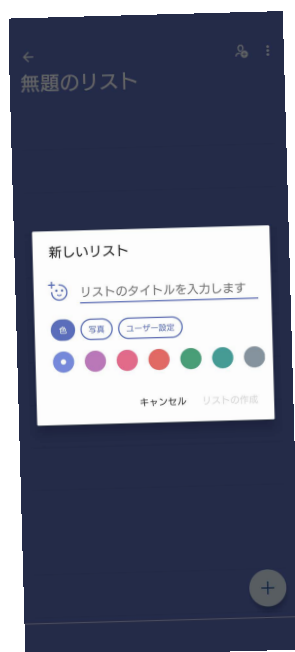 無題のリスト
新しいリスト
リストのタイトルを入力します
色 写真 ユーザー設定
キャンセル リストの作成